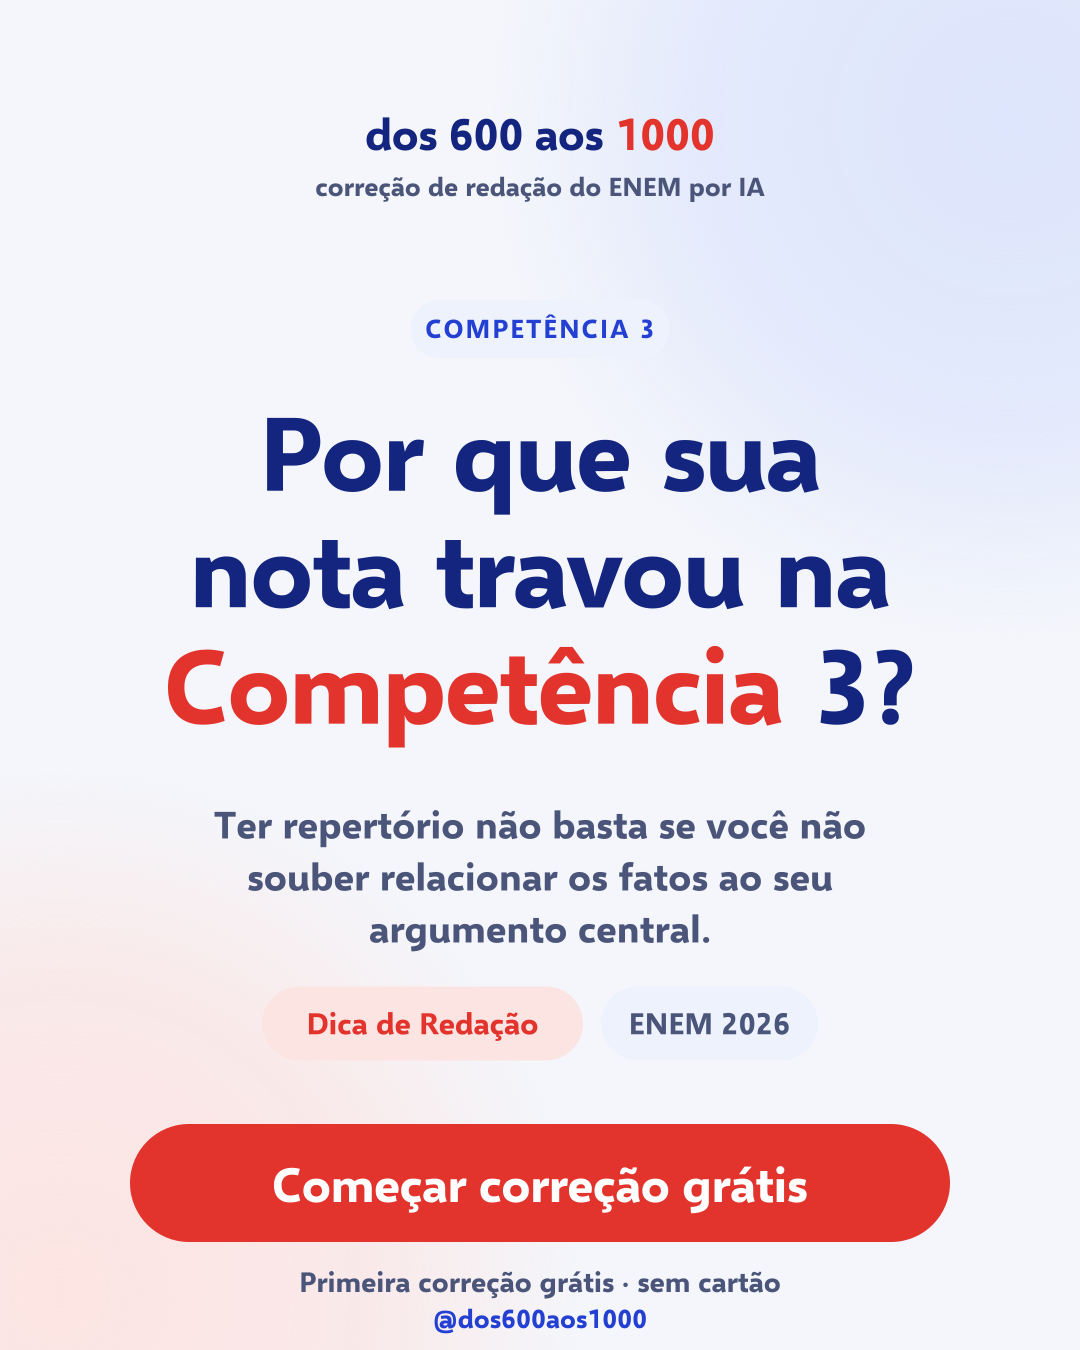 dos 600 aos 1000
correção de redação do ENEM por IA
COMPETÊNCIA 3
Por que sua
nota travou na
Competência 3?
Ter repertório não basta se você não
souber relacionar os fatos ao seu
argumento central.
Dica de Redação
ENEM 2026
Começar correção grátis
Primeira correção grátis · sem cartão
@dos600aos1000